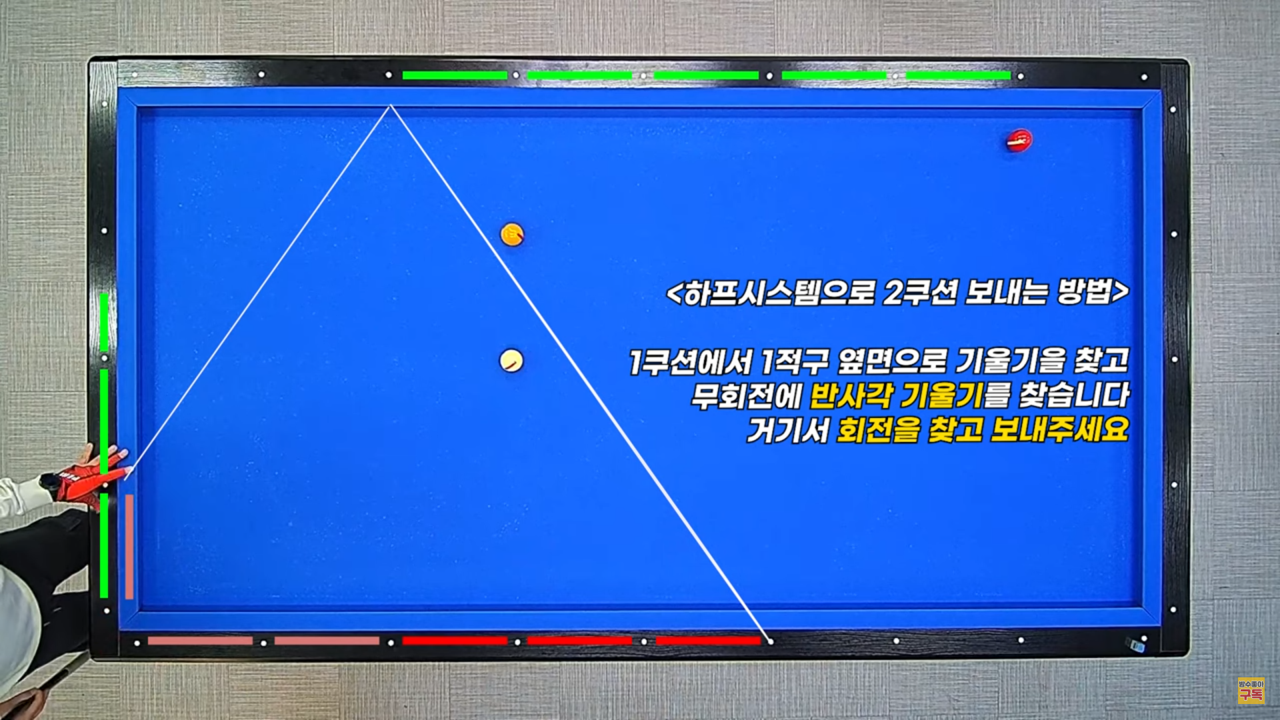 <하프시스템으로 2쿠션 보내는 방법>
1쿠션에서 1적구 옆면으로 기울기을 찾고
무회전에 반사각 기울기를 찾습니다
거기서 회전을 찾고 보내주세요
구독